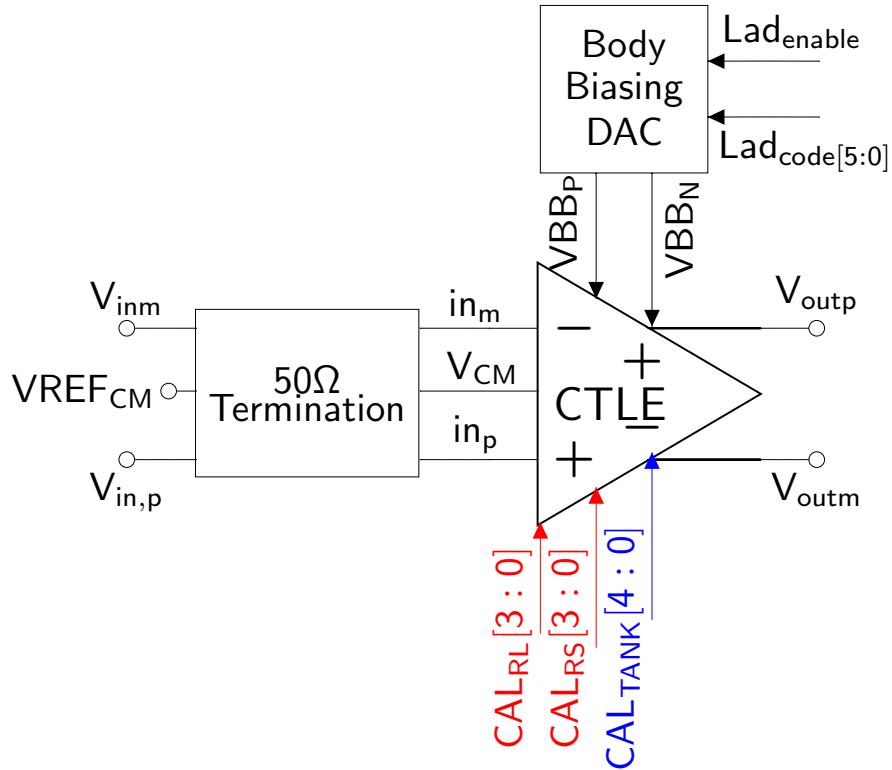 Body
Biasing
DAC
Lad_enable
Lad_code[5:0]
VBB_P
VBB_N
V_inm
in_m
V_outp
−
+
VREF_CM
50Ω
Termination
V_CM
CTLE
−
in_p
+
V_in,p
V_outm
CAL_RL[3 : 0]
CAL_RS[3 : 0]
CAL_TANK[4 : 0]